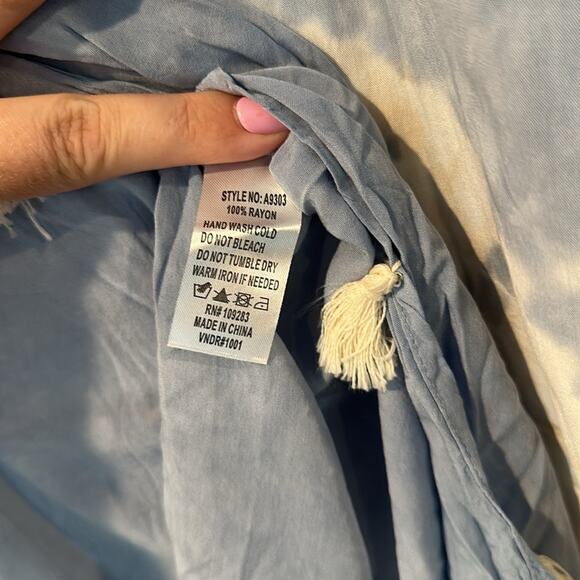 STYLE NO: A9303
100% RAYON
HAND WASH COLD
DO NOT BLEACH
DO NOT TUMBLE DRY
WARM IRON IF NEEDED
RN# 109283
MADE IN CHINA
VNDR#1001